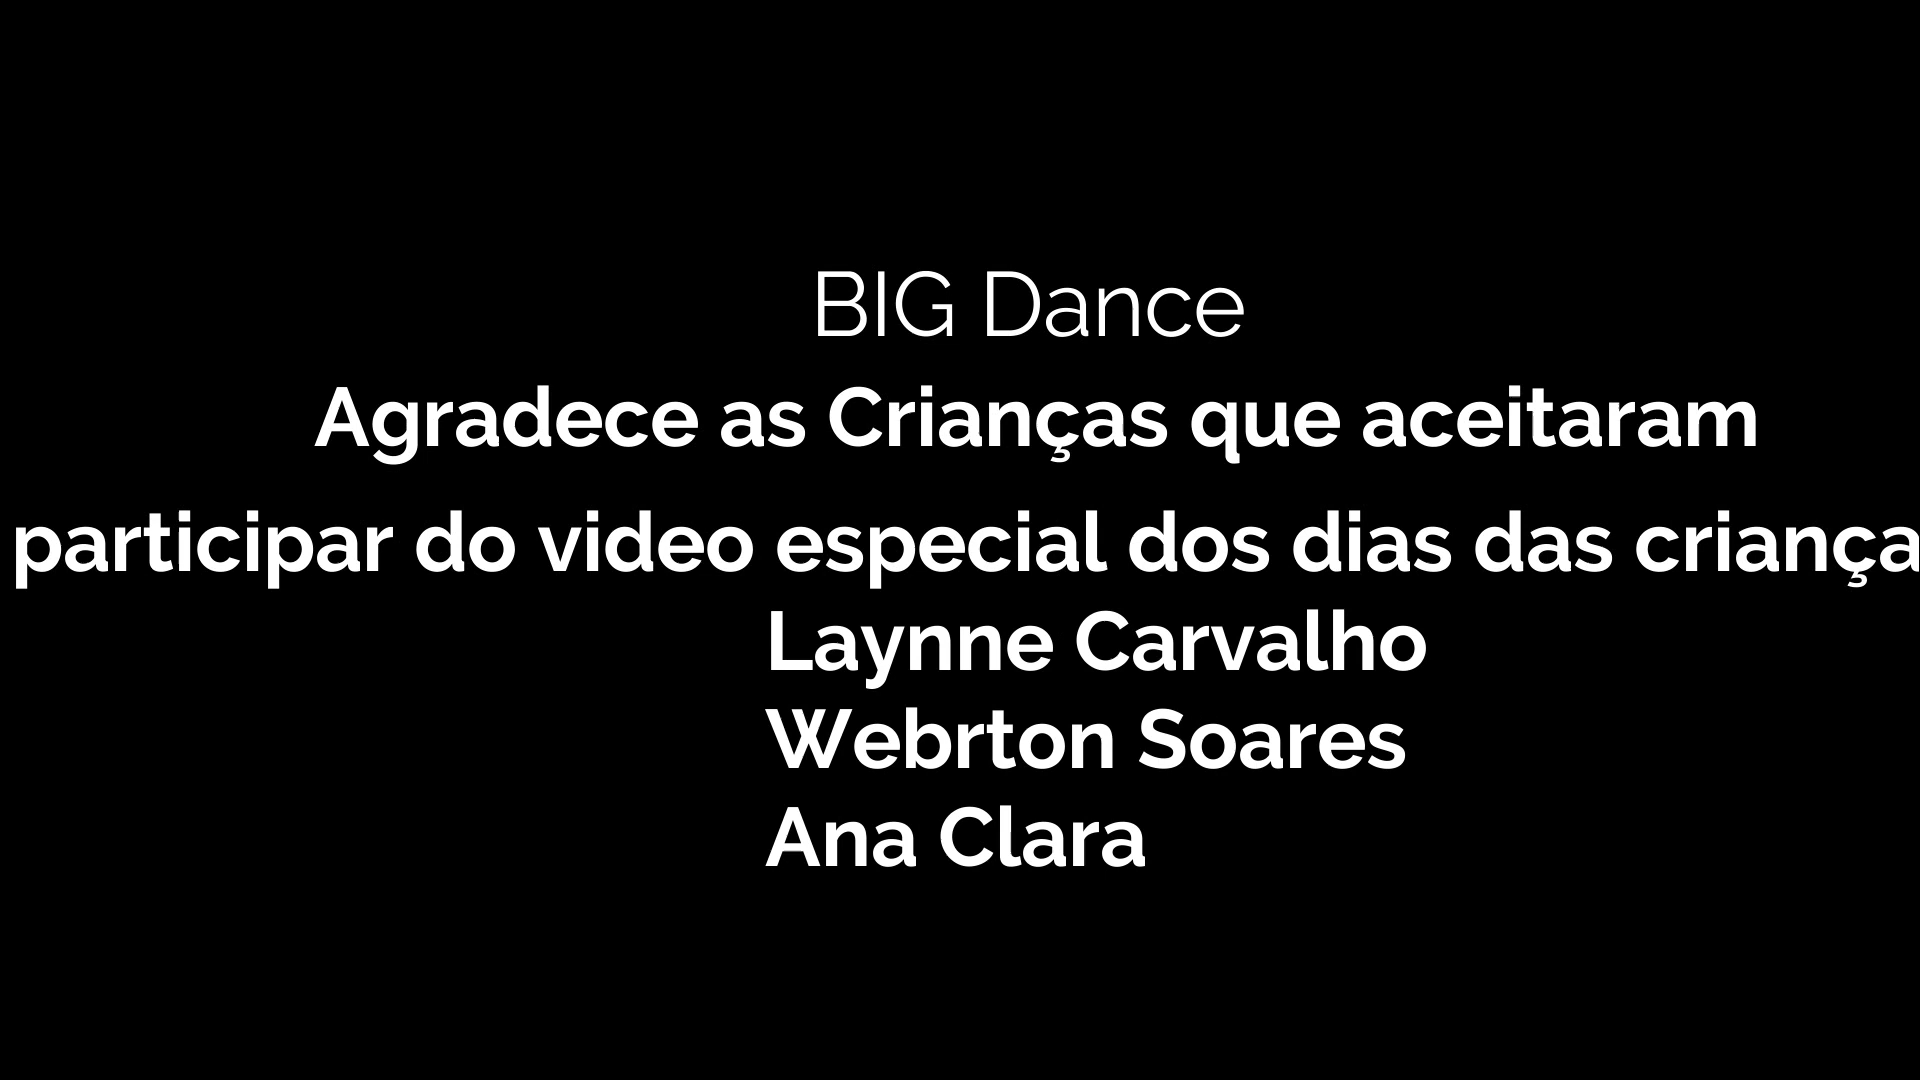 BIG Dance
Agradece as Crianças que aceitaram
participar do video especial dos dias das criança
Laynne Carvalho
Webrton Soares
Ana Clara